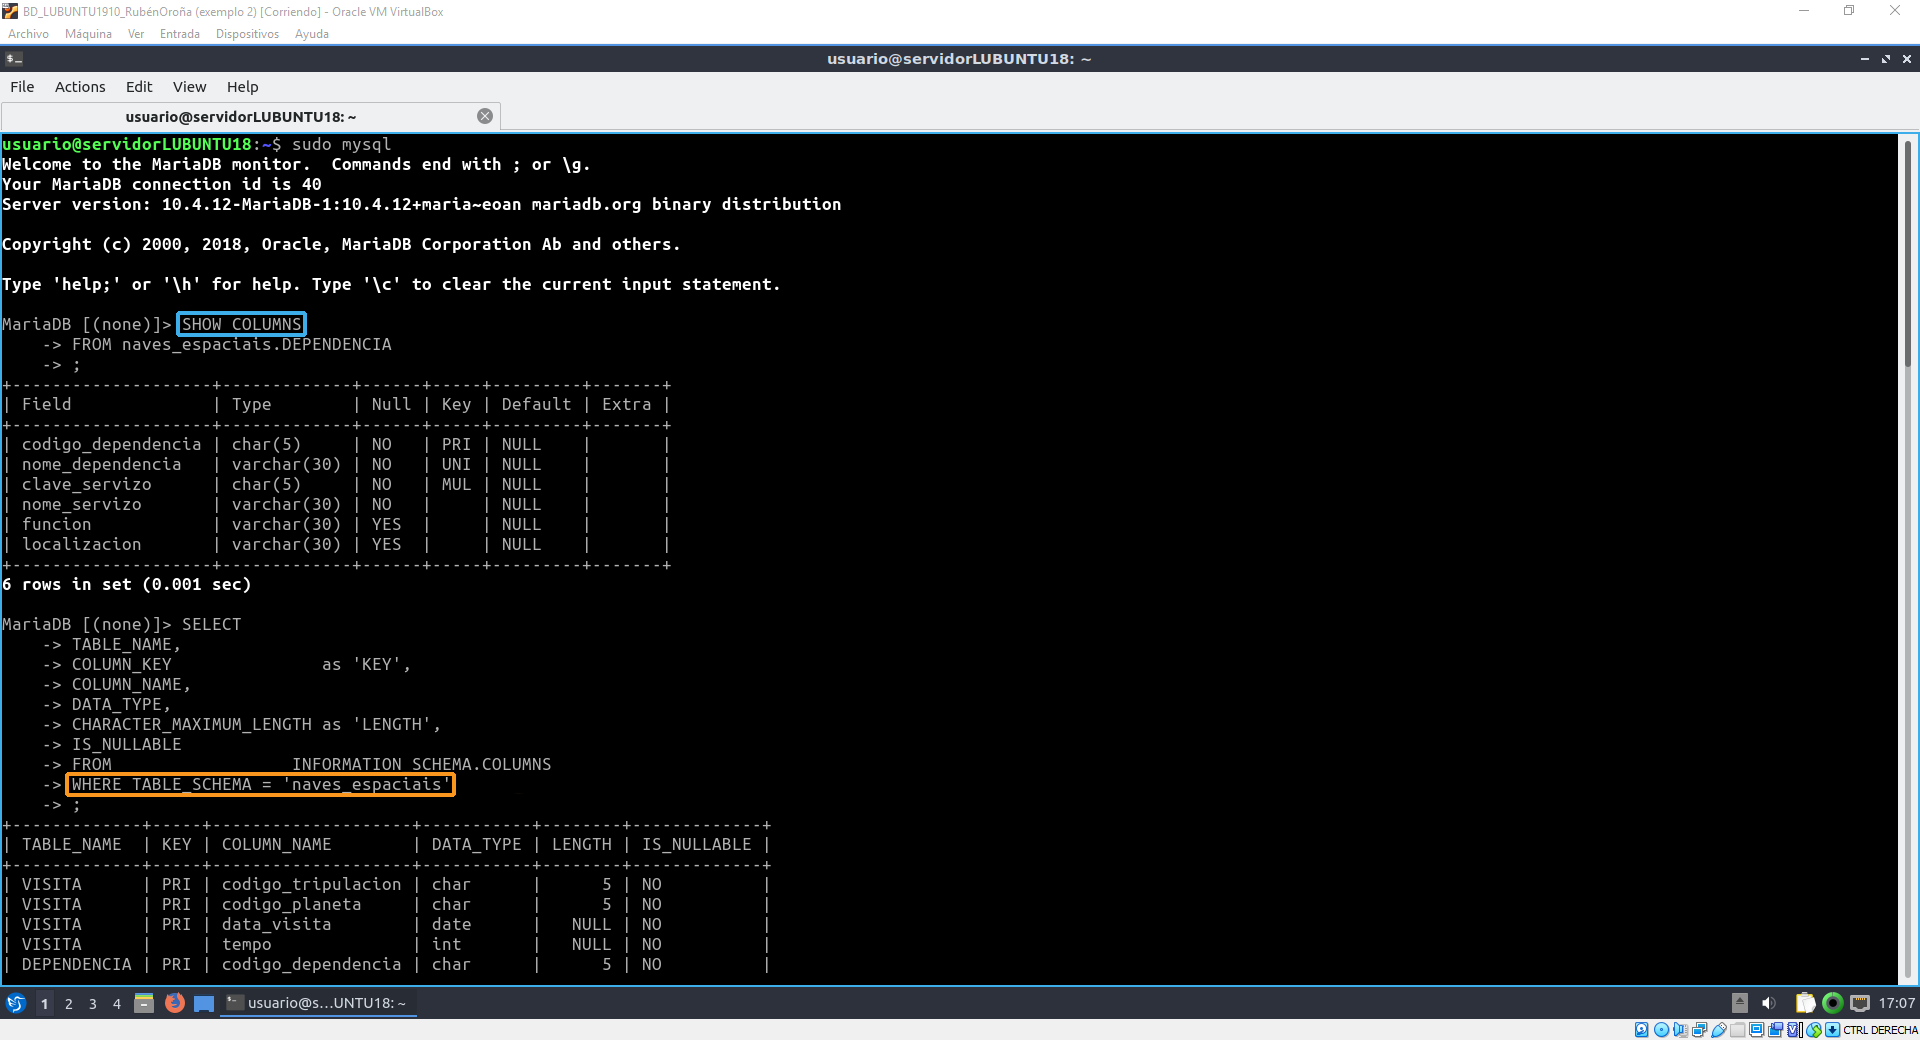 BD_LUBUNTU1910_RubénOroña (exemplo 2) [Corriendo] - Oracle VM VirtualBox
Archivo Máquina Ver Entrada Dispositivos Ayuda
usuario@servidorLUBUNTU18: ~
File Actions Edit View Help
usuario@servidorLUBUNTU18: ~
usuario@servidorLUBUNTU18:~$ sudo mysql
Welcome to the MariaDB monitor.  Commands end with ; or \g.
Your MariaDB connection id is 40
Server version: 10.4.12-MariaDB-1:10.4.12+maria~eoan mariadb.org binary distribution
Copyright (c) 2000, 2018, Oracle, MariaDB Corporation Ab and others.
Type 'help;' or '\h' for help. Type '\c' to clear the current input statement.
MariaDB [(none)]> SHOW COLUMNS
    -> FROM naves_espaciais.DEPENDENCIA
    -> ;
+---------------------+-------------+------+-----+---------+-------+
| Field               | Type        | Null | Key | Default | Extra |
+---------------------+-------------+------+-----+---------+-------+
| codigo_dependencia | char(5)     | NO   | PRI | NULL    |       |
| nome_dependencia   | varchar(30) | NO   | UNI | NULL    |       |
| clave_servizo      | char(5)     | NO   | MUL | NULL    |       |
| nome_servizo       | varchar(30) | NO   |     | NULL    |       |
| funcion            | varchar(30) | YES  |     | NULL    |       |
| localizacion       | varchar(30) | YES  |     | NULL    |       |
+---------------------+-------------+------+-----+---------+-------+
6 rows in set (0.001 sec)
MariaDB [(none)]> SELECT
    -> TABLE_NAME,
    -> COLUMN_KEY               as 'KEY',
    -> COLUMN_NAME,
    -> DATA_TYPE,
    -> CHARACTER_MAXIMUM_LENGTH as 'LENGTH',
    -> IS_NULLABLE
    -> FROM                  INFORMATION_SCHEMA.COLUMNS
    -> WHERE TABLE_SCHEMA = 'naves_espaciais'
    -> ;
+-------------+-----+--------------------+-----------+--------+-------------+
| TABLE_NAME  | KEY | COLUMN_NAME        | DATA_TYPE | LENGTH | IS_NULLABLE |
+-------------+-----+--------------------+-----------+--------+-------------+
| VISITA      | PRI | codigo_tripulacion | char      |      5 | NO          |
| VISITA      | PRI | codigo_planeta     | char      |      5 | NO          |
| VISITA      | PRI | data_visita        | date      |   NULL | NO          |
| VISITA      |     | tempo              | int       |   NULL | NO          |
| DEPENDENCIA | PRI | codigo_dependencia | char      |      5 | NO          |
1 2 3 4 usuario@s...UNTU18: ~ 17:07
CTRL DERECHA